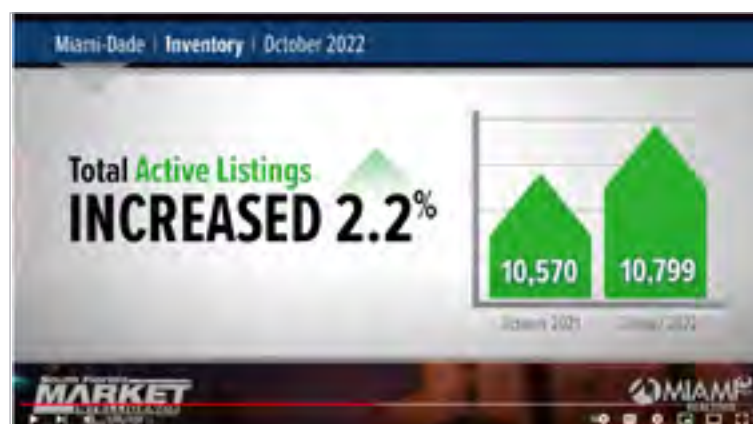 Miami-Dade | Inventory | October 2022
Total Active Listings
INCREASED 2.2%
10,570
10,799
October 2021
October 2022
MARKET
MIAMI
REALTORS